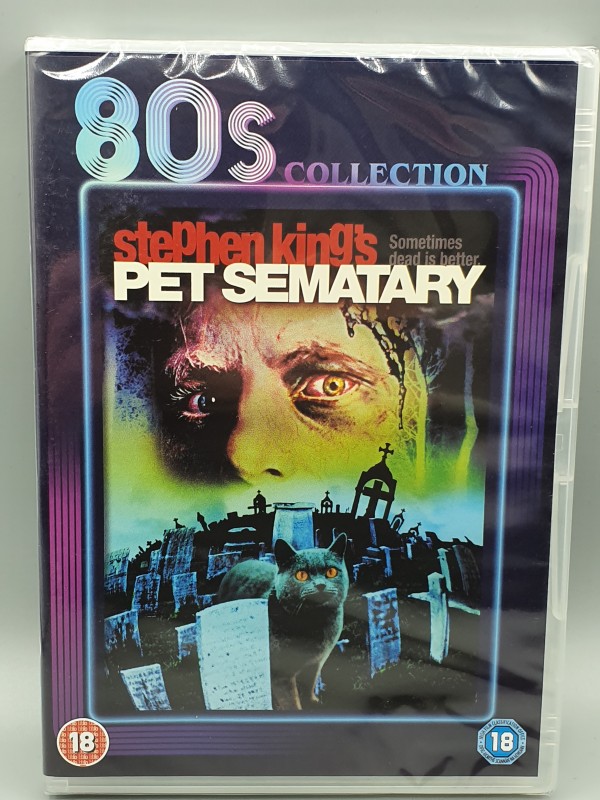 80s COLLECTION
stephen king's
Sometimes
dead is better.
PET SEMATARY
18
18